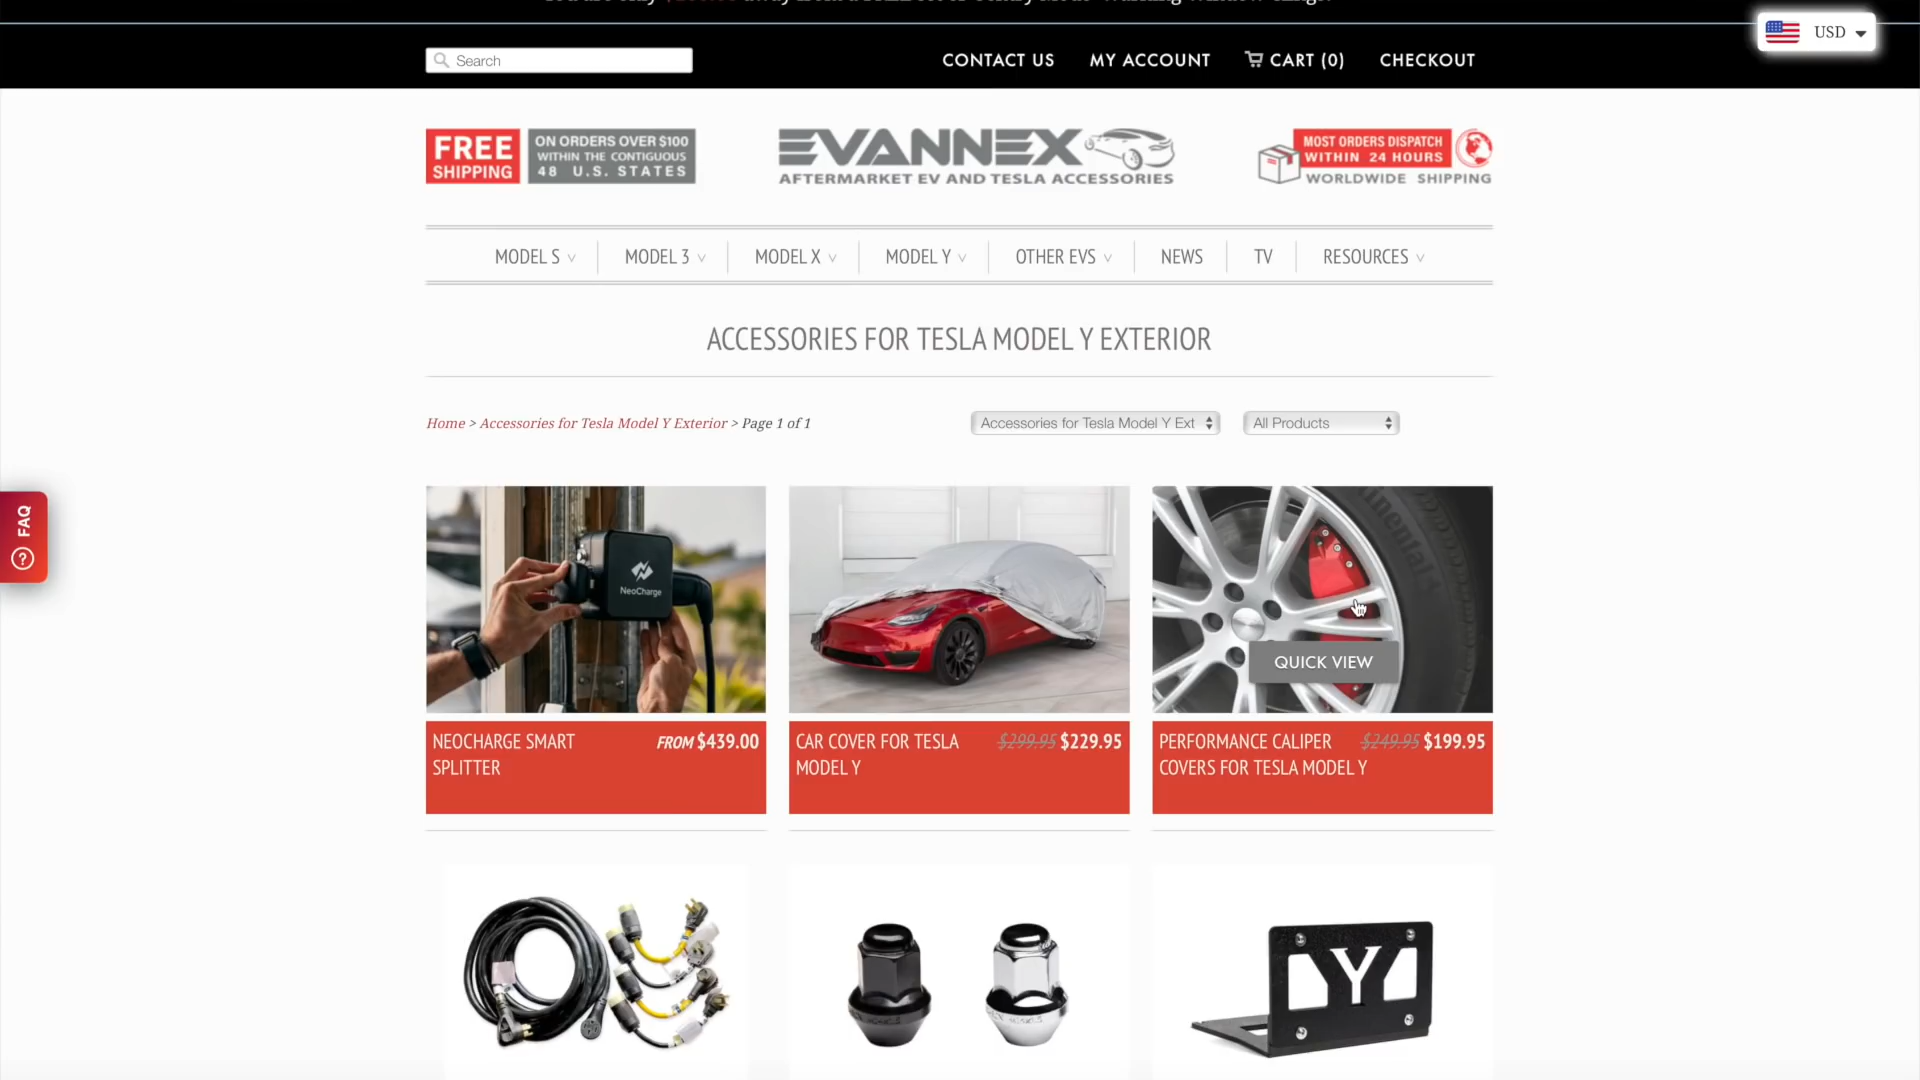 Search
CONTACT US
MY ACCOUNT
CART (0)
CHECKOUT
USD
FREE SHIPPING
ON ORDERS OVER $100
WITHIN THE CONTIGUOUS
48 U.S. STATES
EVANNEX
AFTERMARKET EV AND TESLA ACCESSORIES
MOST ORDERS DISPATCH
WITHIN 24 HOURS
WORLDWIDE SHIPPING
MODEL S
MODEL 3
MODEL X
MODEL Y
OTHER EVS
NEWS
TV
RESOURCES
ACCESSORIES FOR TESLA MODEL Y EXTERIOR
Home > Accessories for Tesla Model Y Exterior > Page 1 of 1
Accessories for Tesla Model Y Ext
All Products
FAQ
NeoCharge
Continental
QUICK VIEW
NEOCHARGE SMART
SPLITTER
FROM $439.00
CAR COVER FOR TESLA
MODEL Y
$299.95 $229.95
PERFORMANCE CALIPER
COVERS FOR TESLA MODEL Y
$249.95 $199.95
Y